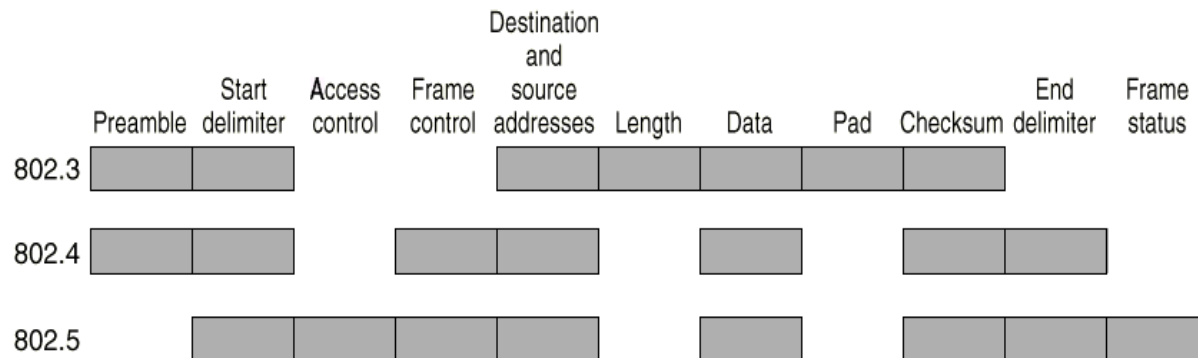 Destination
and
Start Access Frame source End Frame
Preamble delimiter control control addresses Length Data Pad Checksum delimiter status
802.3
802.4
802.5